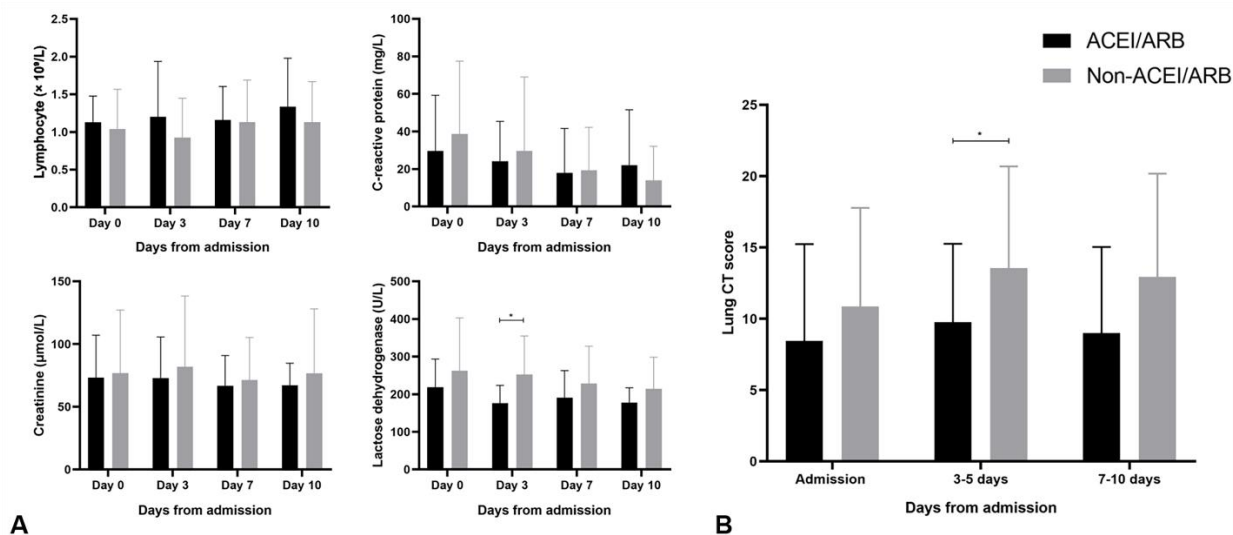 ACEI/ARB
Non-ACEI/ARB
Lymphocyte (× 10⁹/L)
2.5
2.0
1.5
1.0
0.5
0.0
Day 0 Day 3 Day 7 Day 10
Days from admission
C-reactive protein (mg/L)
100
80
60
40
20
0
Day 0 Day 3 Day 7 Day 10
Days from admission
Creatinine (μmol/L)
150
100
50
0
Day 0 Day 3 Day 7 Day 10
Days from admission
Lactose dehydrogenase (U/L)
500
400
300
200
100
0
*
Day 0 Day 3 Day 7 Day 10
Days from admission
A
Lung CT score
25
20
15
10
5
0
*
Admission 3-5 days 7-10 days
Days from admission
B